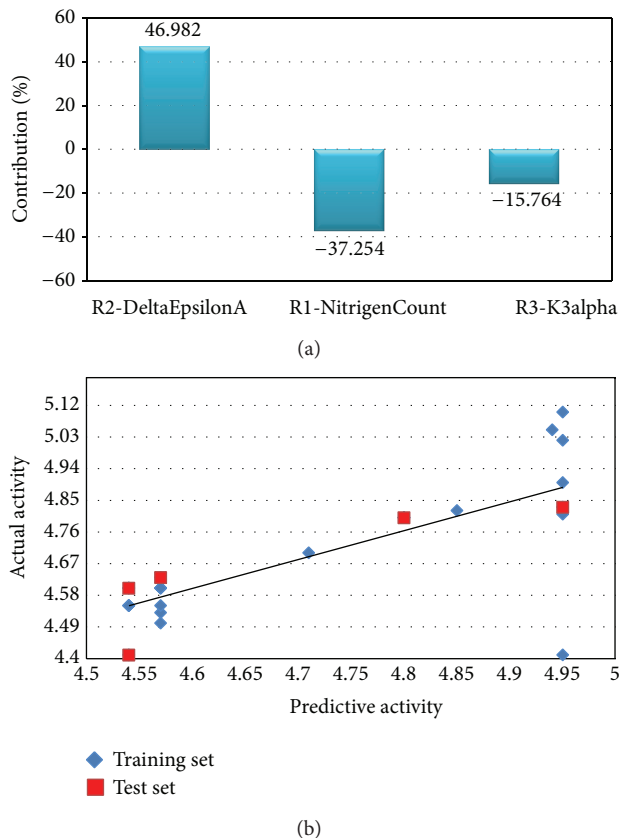 60
40
20
0
−20
−40
−60
Contribution (%)
46.982
−37.254
−15.764
R2-DeltaEpsilonA R1-NitrigenCount R3-K3alpha
(a)
5.12
5.03
4.94
4.85
4.76
4.67
4.58
4.49
4.4
Actual activity
4.5 4.55 4.6 4.65 4.7 4.75 4.8 4.85 4.9 4.95 5
Predictive activity
Training set
Test set
(b)